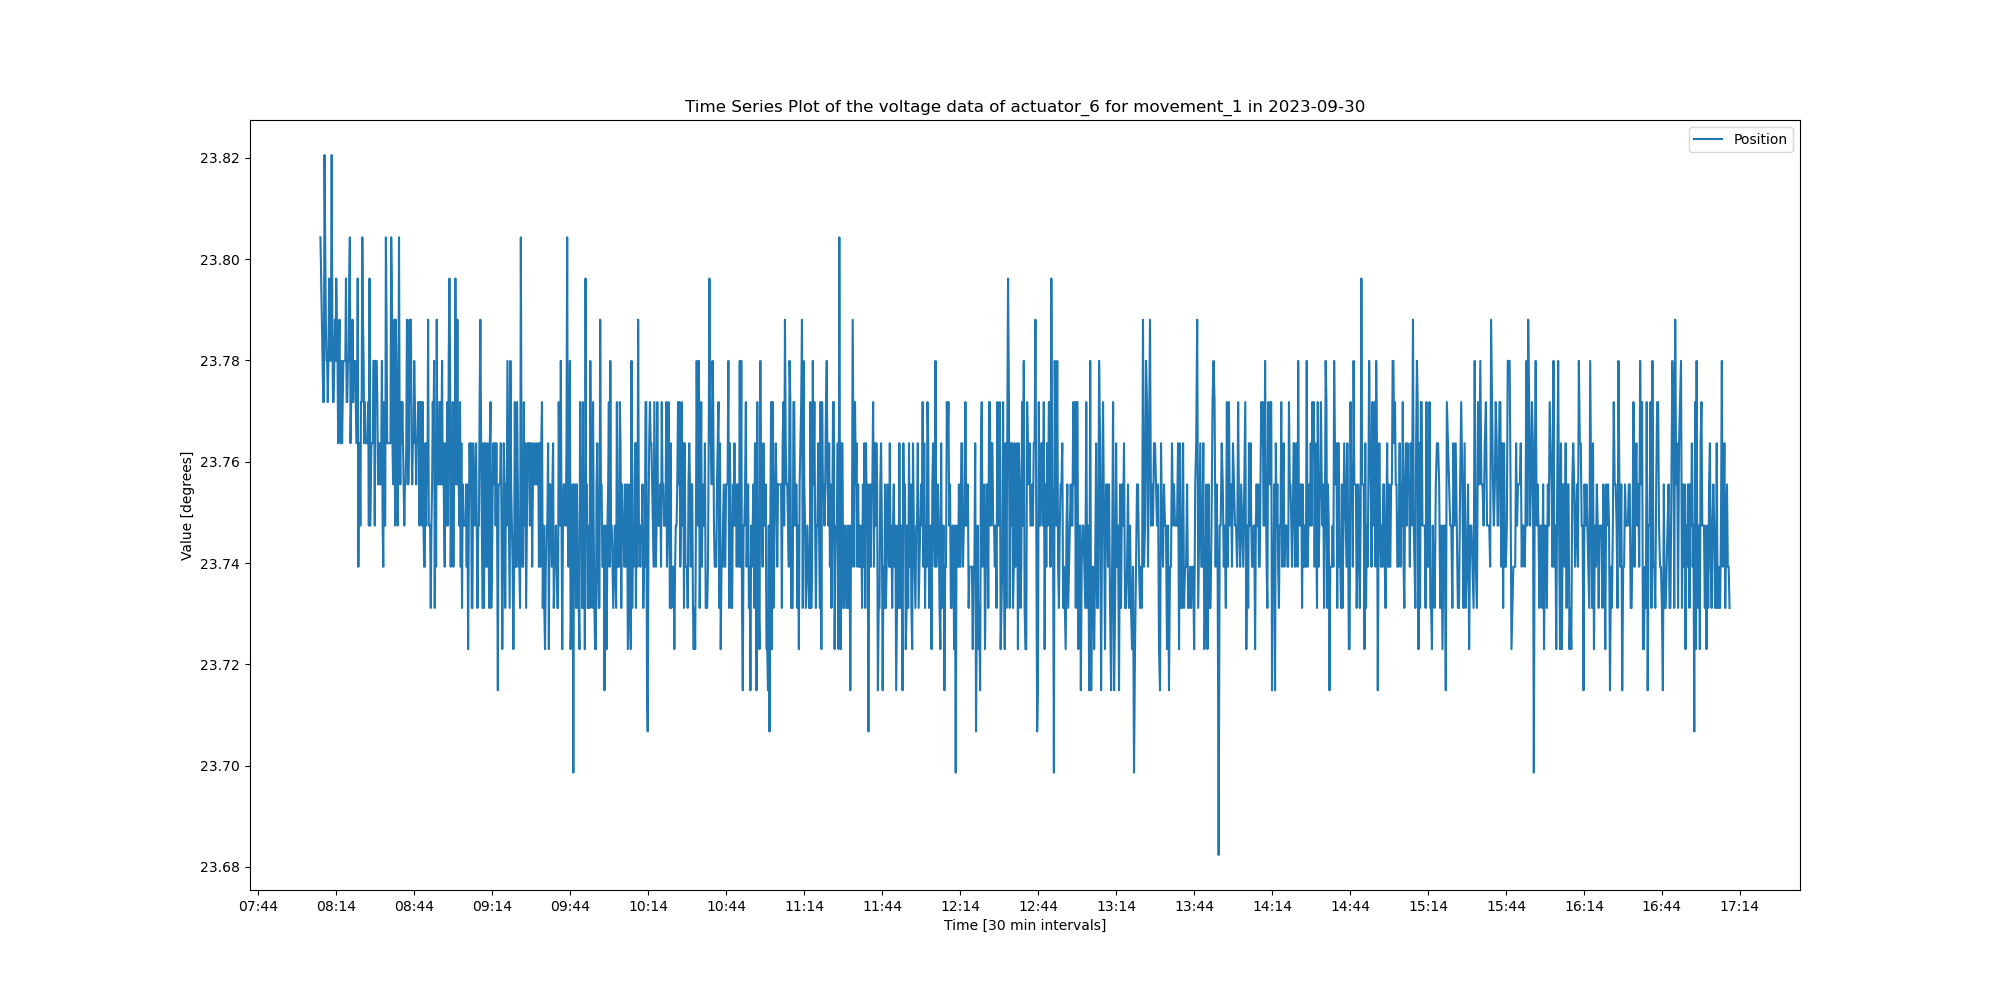 Time Series Plot of the voltage data of actuator_6 for movement_1 in 2023-09-30
Position
23.82
23.80
23.78
23.76
23.74
23.72
23.70
23.68
Value [degrees]
07:44 08:14 08:44 09:14 09:44 10:14 10:44 11:14 11:44 12:14 12:44 13:14 13:44 14:14 14:44 15:14 15:44 16:14 16:44 17:14
Time [30 min intervals]